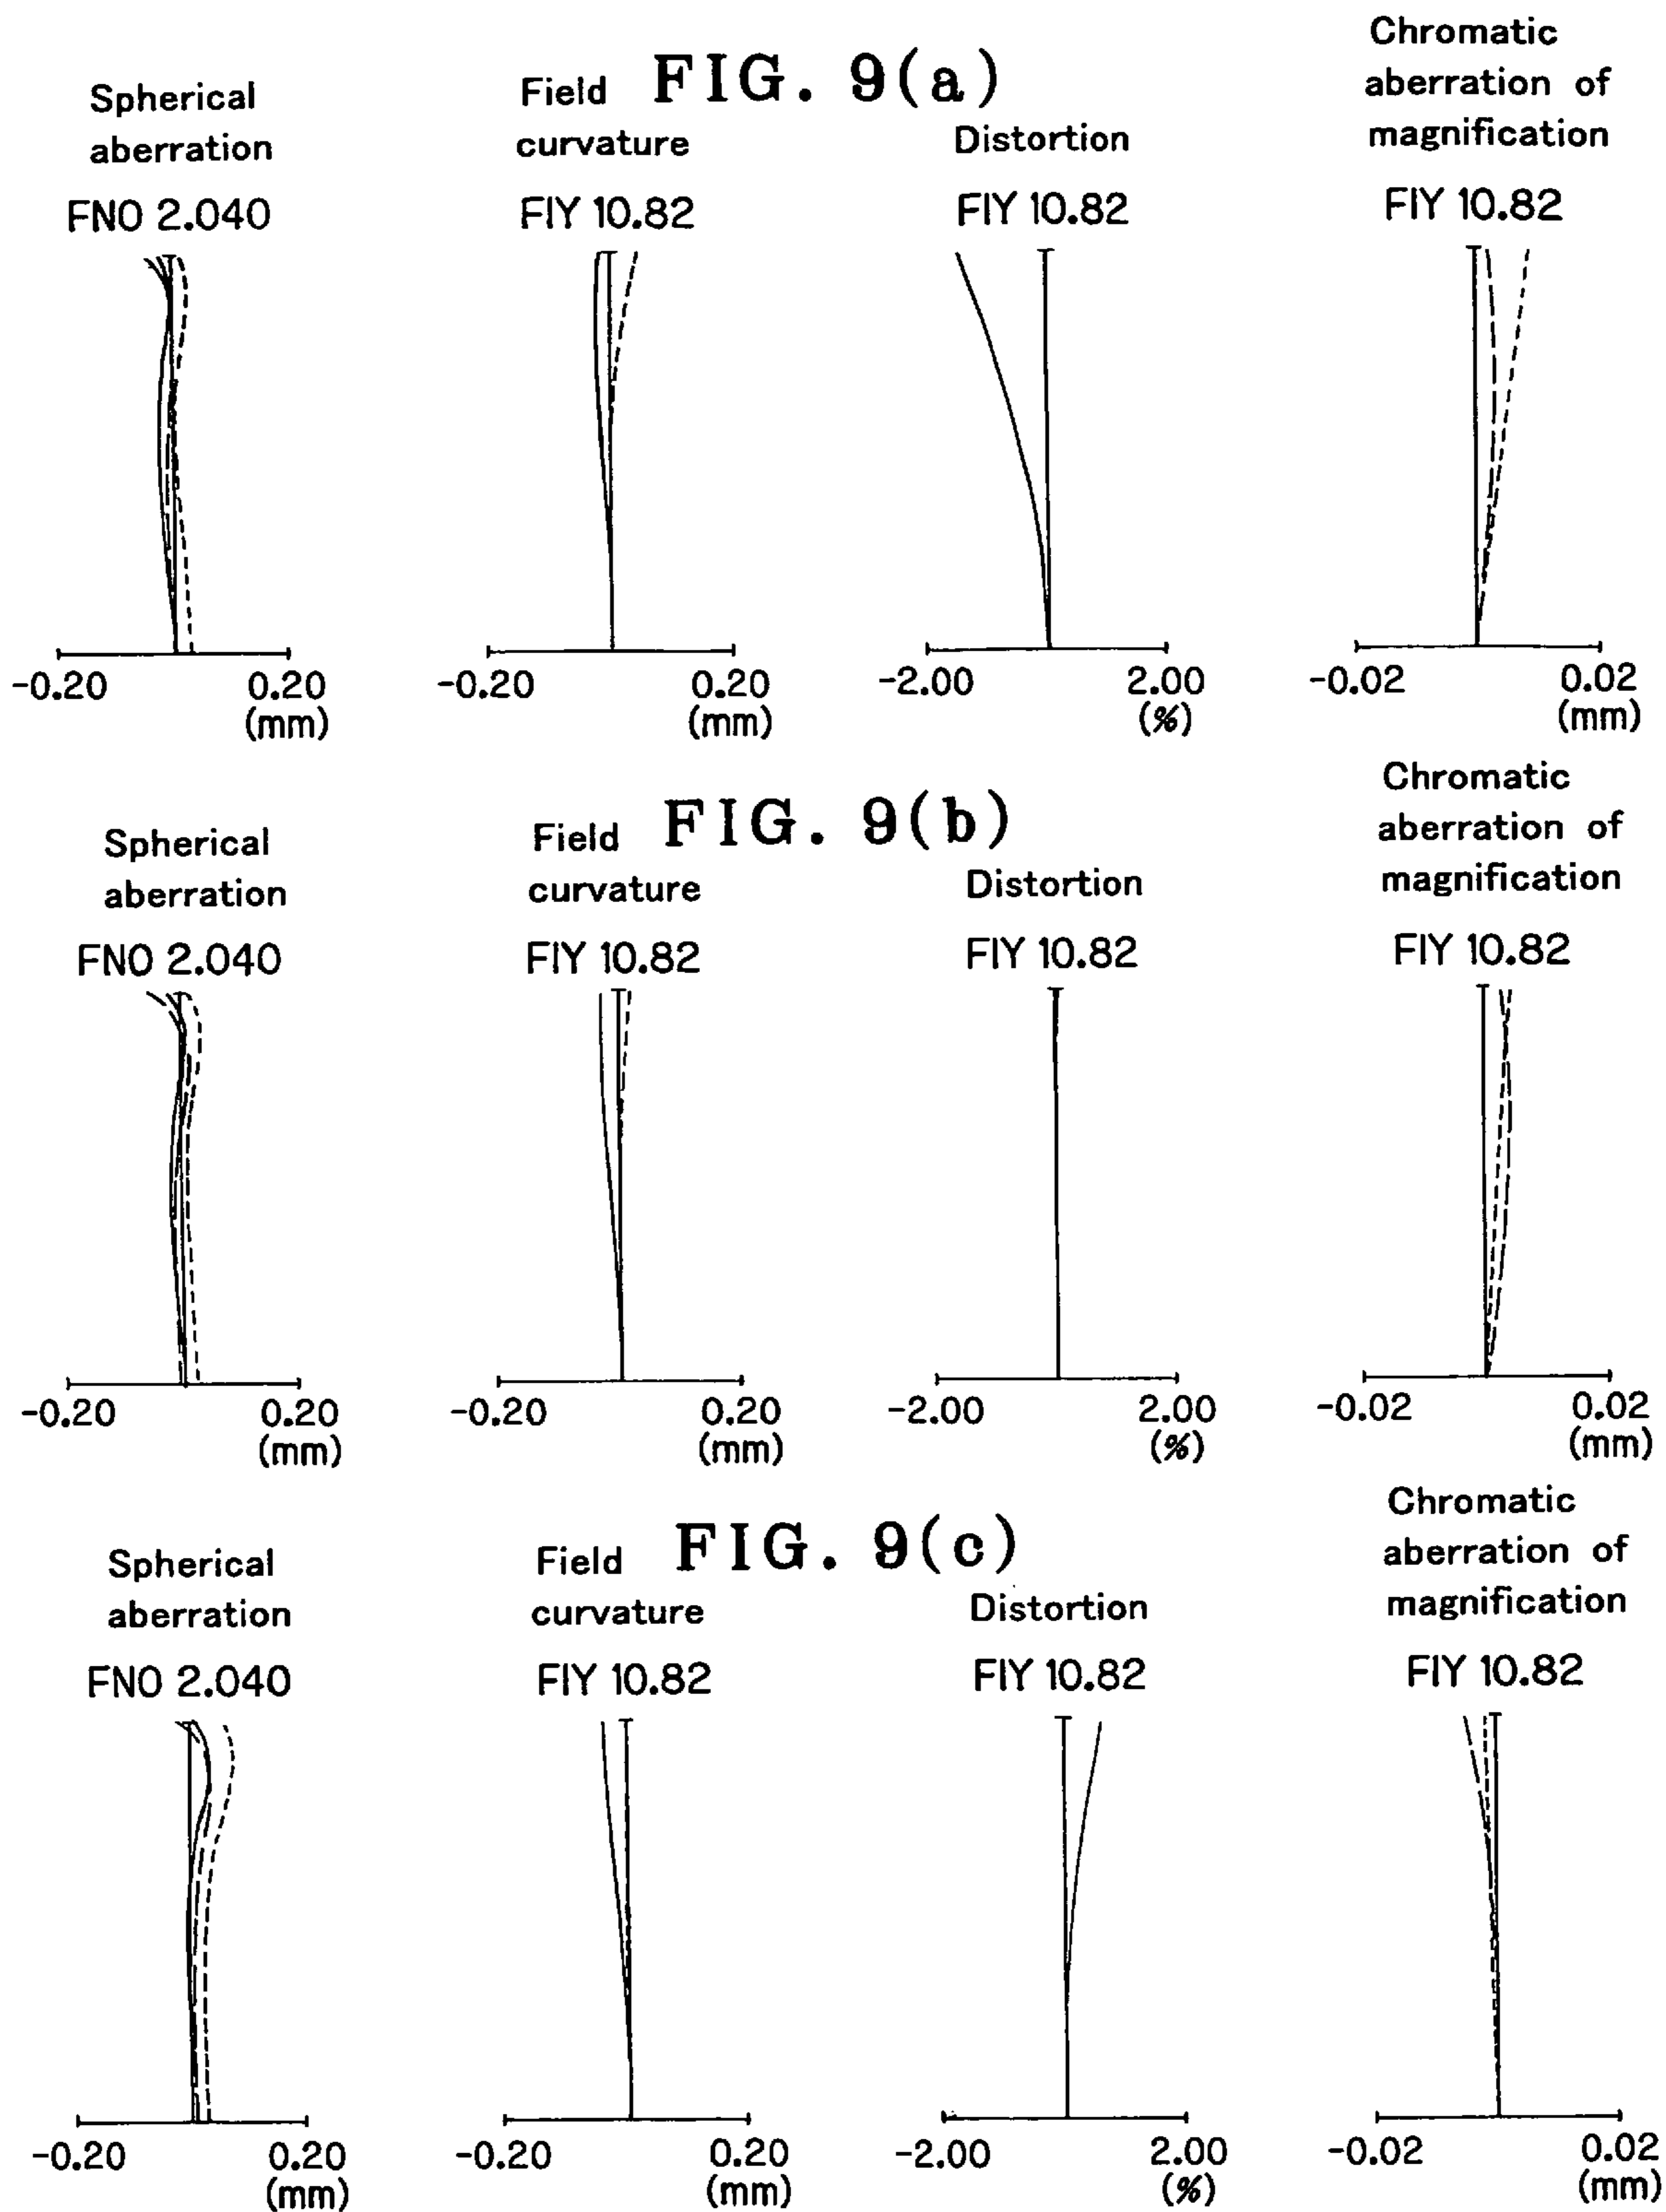 FIG. 9(a)
Spherical
aberration
FNO 2.040
-0.20
0.20
(mm)
Field
curvature
FIY 10.82
-0.20
0.20
(mm)
Distortion
FIY 10.82
-2.00
2.00
(%)
Chromatic
aberration of
magnification
FIY 10.82
-0.02
0.02
(mm)
FIG. 9(b)
Spherical
aberration
FNO 2.040
-0.20
0.20
(mm)
Field
curvature
FIY 10.82
-0.20
0.20
(mm)
Distortion
FIY 10.82
-2.00
2.00
(%)
Chromatic
aberration of
magnification
FIY 10.82
-0.02
0.02
(mm)
FIG. 9(c)
Spherical
aberration
FNO 2.040
-0.20
0.20
(mm)
Field
curvature
FIY 10.82
-0.20
0.20
(mm)
Distortion
FIY 10.82
-2.00
2.00
(%)
Chromatic
aberration of
magnification
FIY 10.82
-0.02
0.02
(mm)